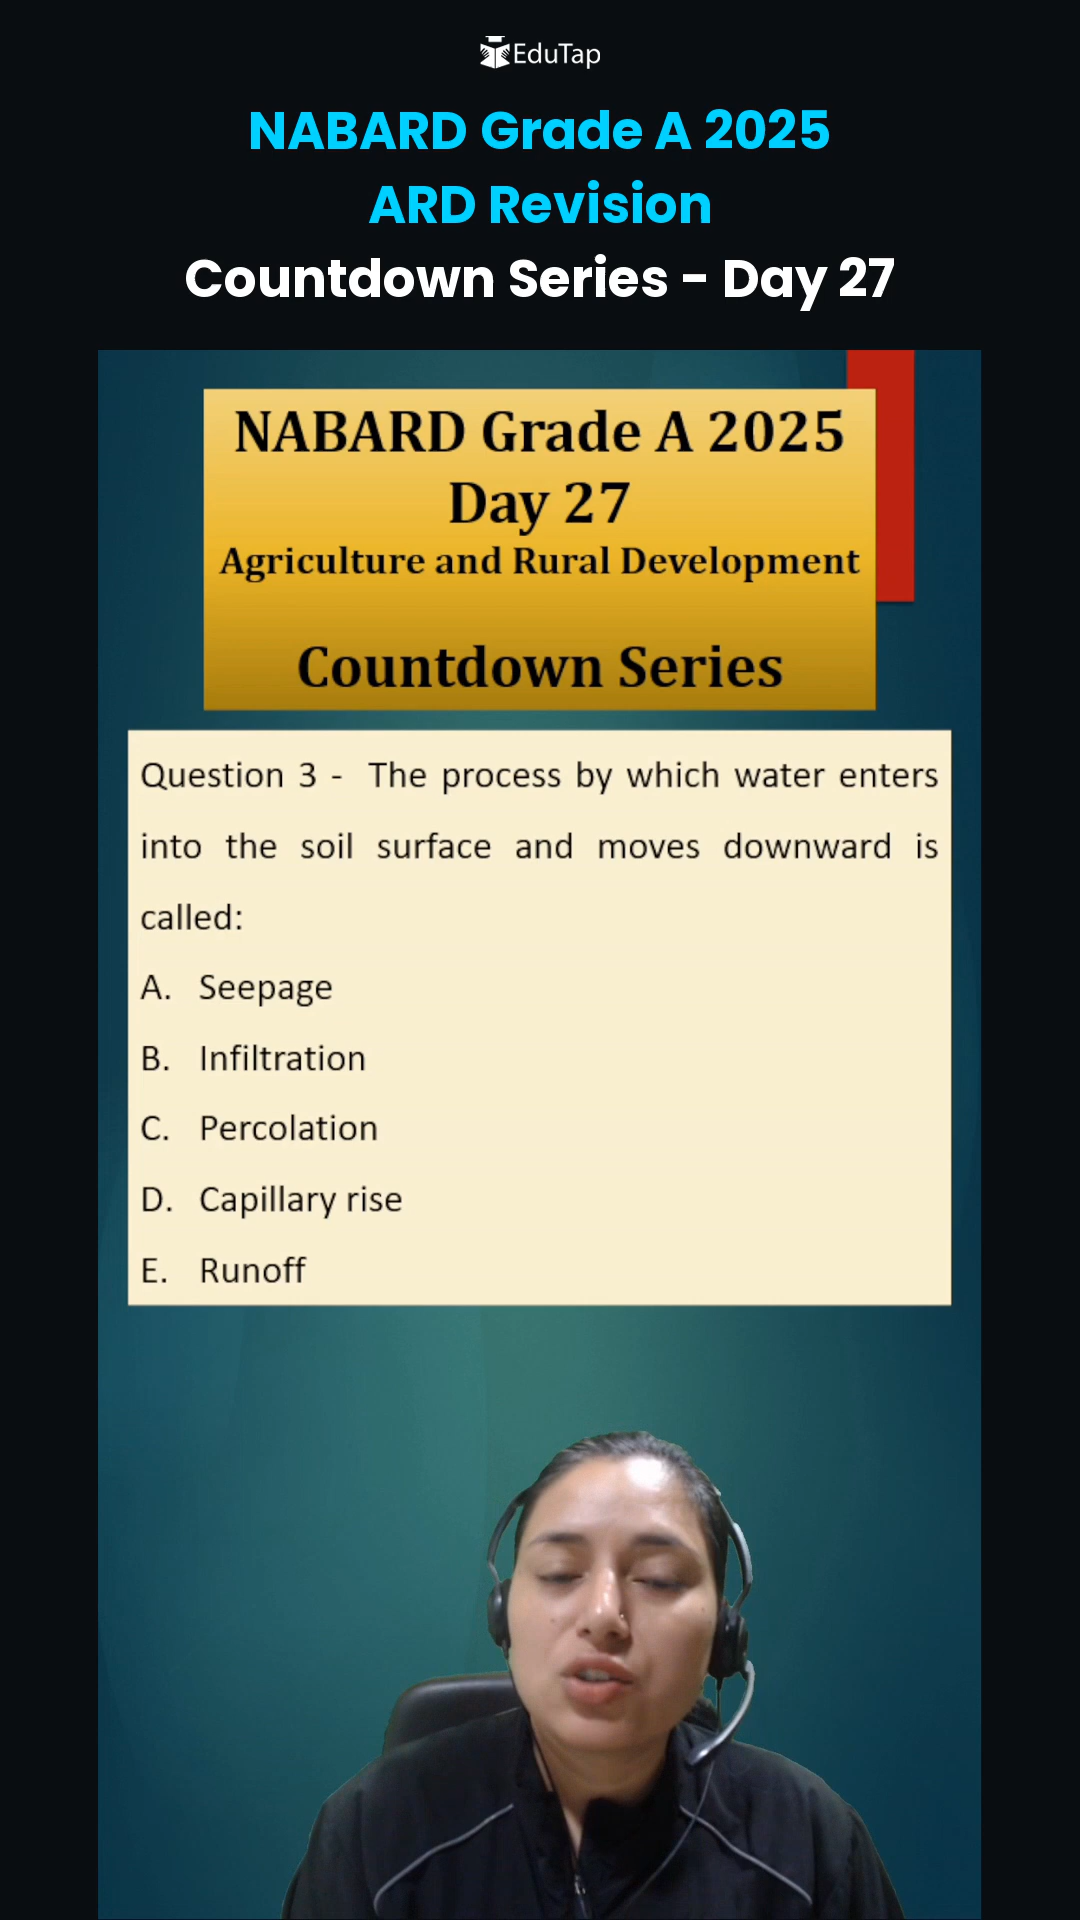 EduTap
NABARD Grade A 2025
ARD Revision
Countdown Series - Day 27
NABARD Grade A 2025
Day 27
Agriculture and Rural Development
Countdown Series
Question 3 - The process by which water enters
into the soil surface and moves downward is
called:
A. Seepage
B. Infiltration
C. Percolation
D. Capillary rise
E. Runoff